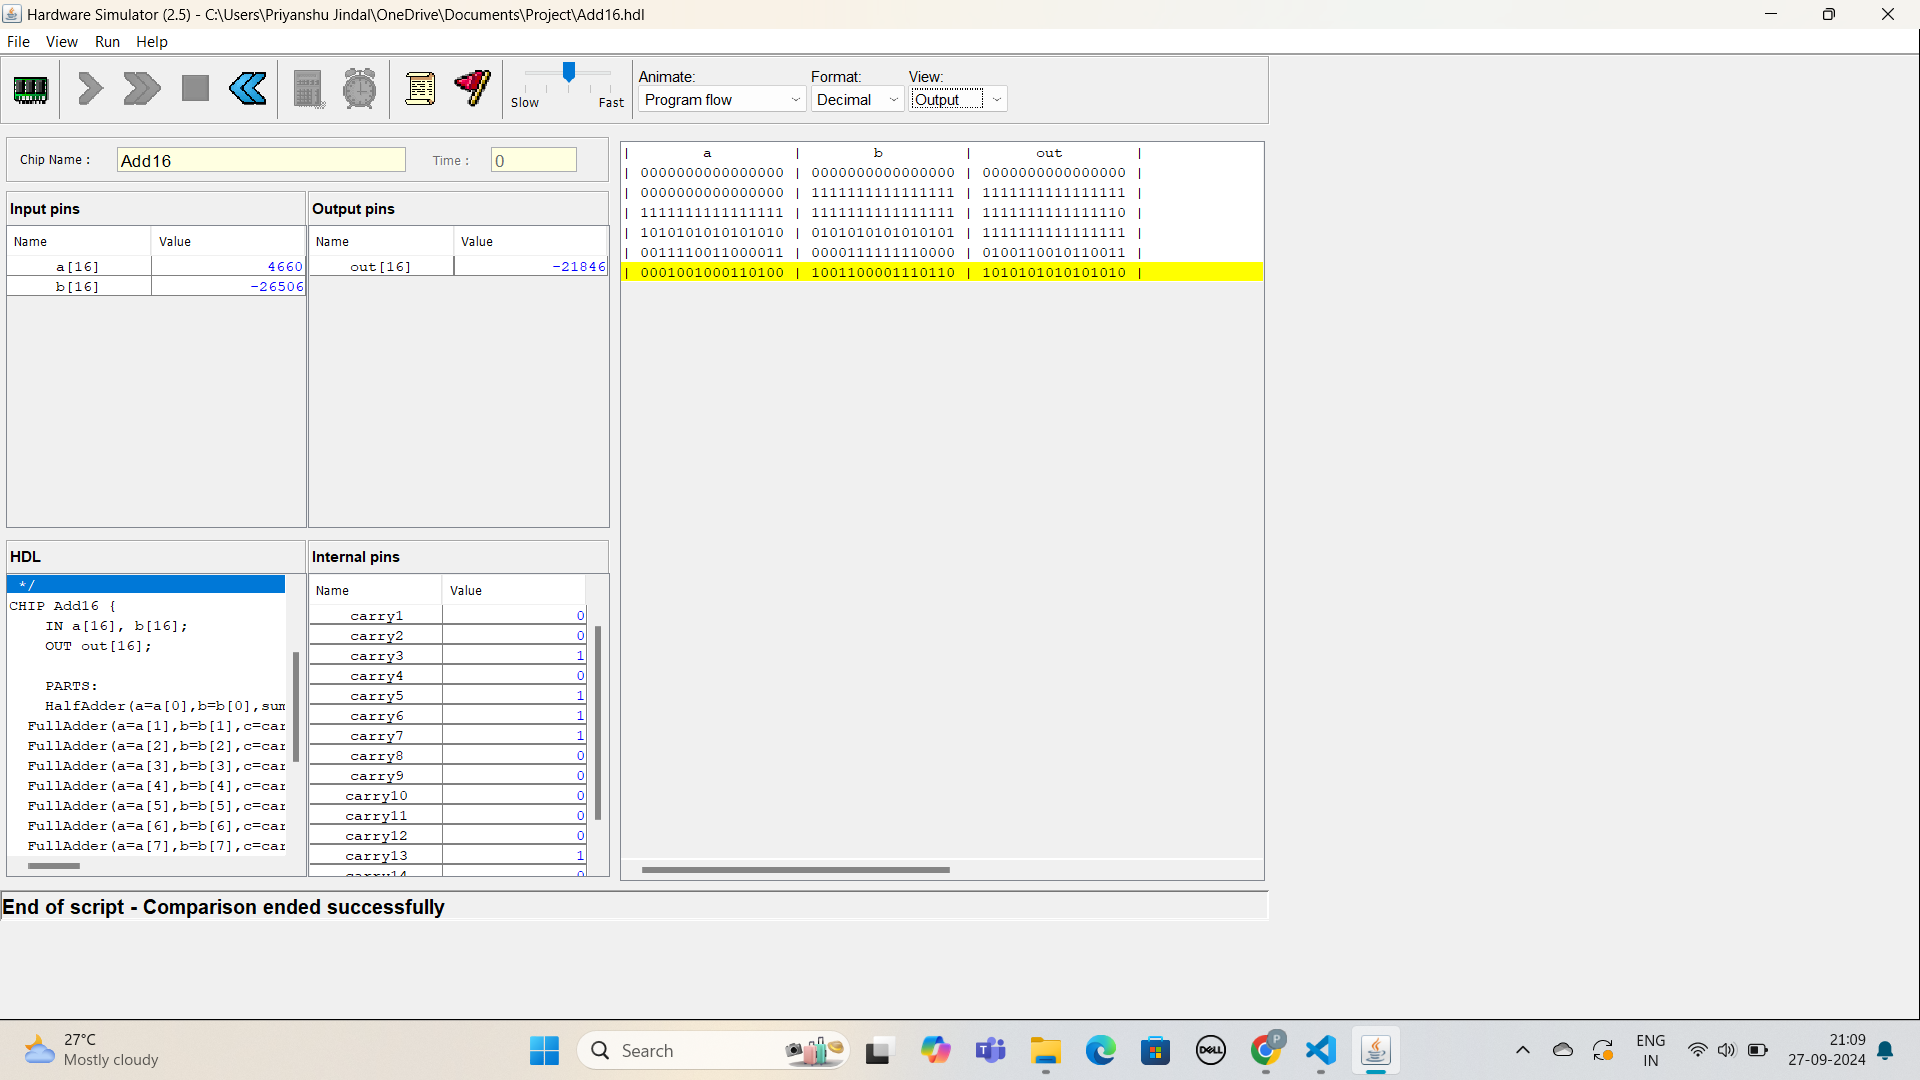 Hardware Simulator (2.5) - C:\Users\Priyanshu Jindal\OneDrive\Documents\Project\Add16.hdl
File View Run Help
Slow Fast
Animate: Format: View:
Program flow Decimal Output
Chip Name : Add16 Time : 0
Input pins
Name Value
a[16] 4660
b[16] -26506
Output pins
Name Value
out[16] -21846
| a | b | out |
| 0000000000000000 | 0000000000000000 | 0000000000000000 |
| 0000000000000000 | 1111111111111111 | 1111111111111111 |
| 1111111111111111 | 1111111111111111 | 1111111111111110 |
| 1010101010101010 | 0101010101010101 | 1111111111111111 |
| 0011110011000011 | 0000111111110000 | 0100110010110011 |
| 0001001000110100 | 1001100001110110 | 1010101010101010 |
HDL
*/
CHIP Add16 {
IN a[16], b[16];
OUT out[16];
PARTS:
HalfAdder(a=a[0],b=b[0],sum
FullAdder(a=a[1],b=b[1],c=car
FullAdder(a=a[2],b=b[2],c=car
FullAdder(a=a[3],b=b[3],c=car
FullAdder(a=a[4],b=b[4],c=car
FullAdder(a=a[5],b=b[5],c=car
FullAdder(a=a[6],b=b[6],c=car
FullAdder(a=a[7],b=b[7],c=car
Internal pins
Name Value
carry1 0
carry2 0
carry3 1
carry4 0
carry5 1
carry6 1
carry7 1
carry8 0
carry9 0
carry10 0
carry11 0
carry12 0
carry13 1
carry14 0
End of script - Comparison ended successfully
27°C
Mostly cloudy
Search
DELL
P
ENG
IN
21:09
27-09-2024